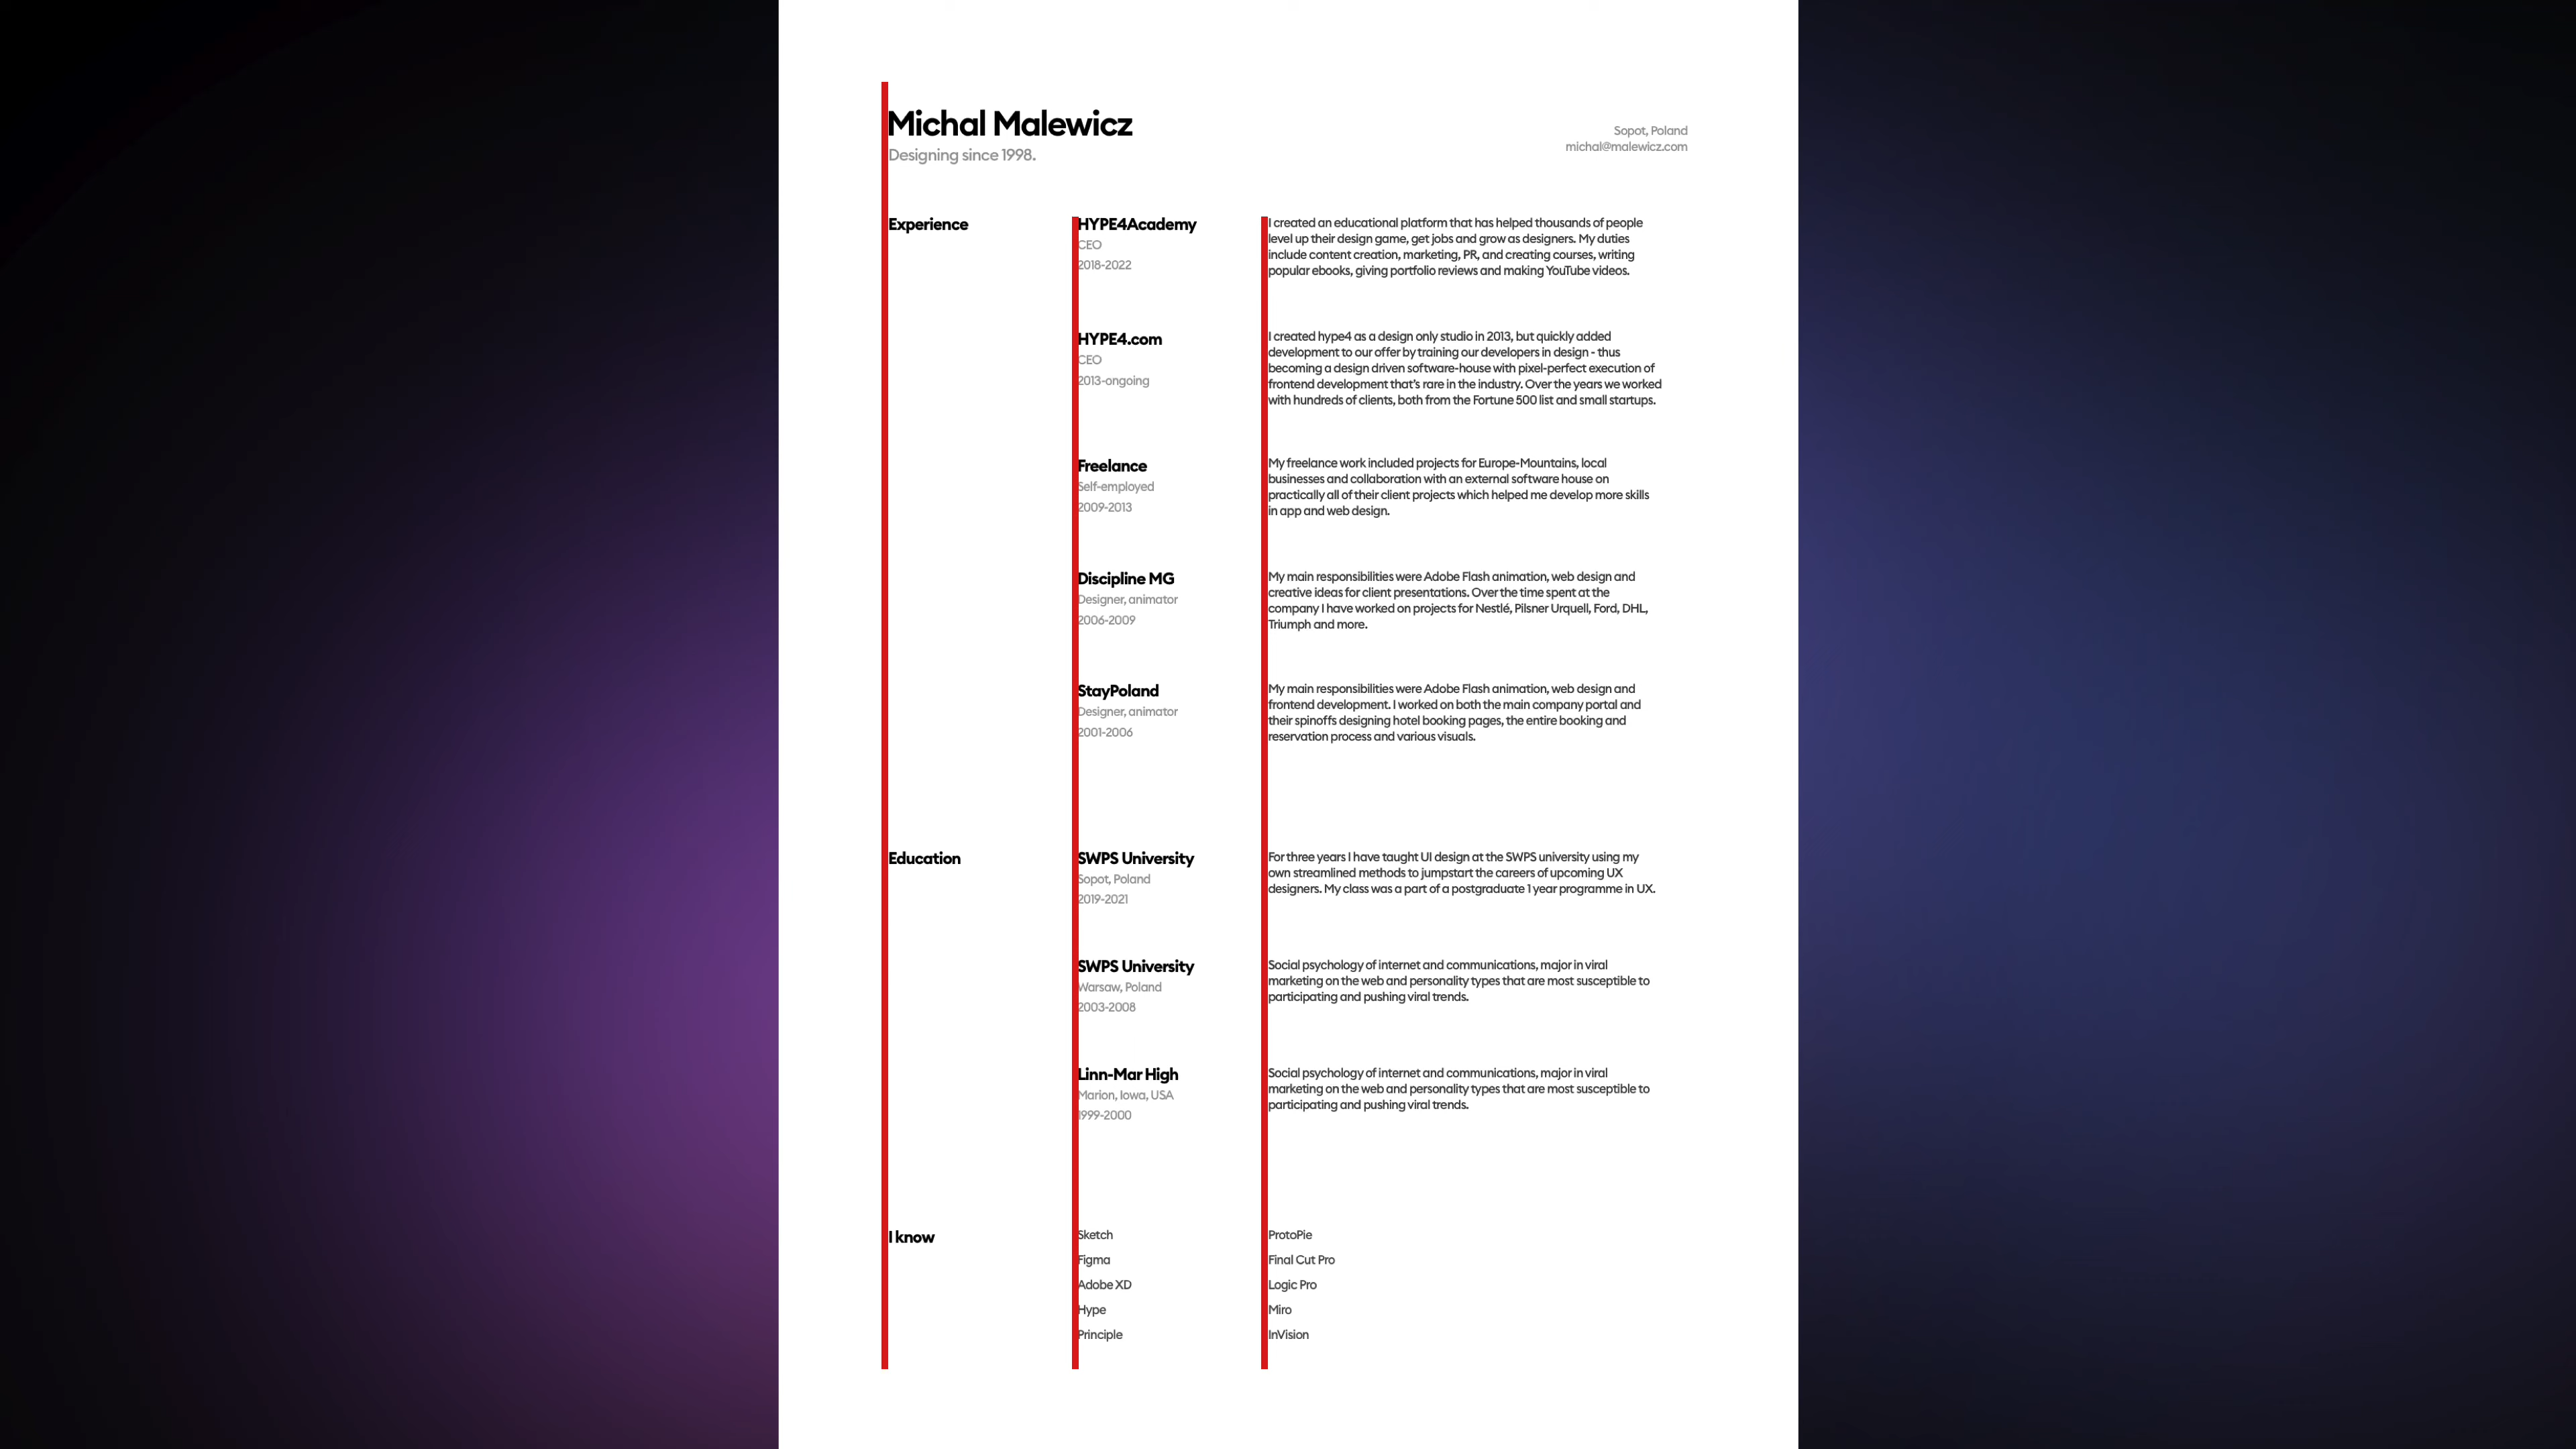 Michal Malewicz
Designing since 1998.
Sopot, Poland
michal@malewicz.com
Experience
HYPE4Academy
CEO
2018-2022
I created an educational platform that has helped thousands of people
level up their design game, get jobs and grow as designers. My duties
include content creation, marketing, PR, and creating courses, writing
popular ebooks, giving portfolio reviews and making YouTube videos.
HYPE4.com
CEO
2013-ongoing
I created hype4 as a design only studio in 2013, but quickly added
development to our offer by training our developers in design - thus
becoming a design driven software-house with pixel-perfect execution of
frontend development that's rare in the industry. Over the years we worked
with hundreds of clients, both from the Fortune 500 list and small startups.
Freelance
Self-employed
2009-2013
My freelance work included projects for Europe-Mountains, local
businesses and collaboration with an external software house on
practically all of their client projects which helped me develop more skills
in app and web design.
Discipline MG
Designer, animator
2006-2009
My main responsibilities were Adobe Flash animation, web design and
creative ideas for client presentations. Over the time spent at the
company I have worked on projects for Nestlé, Pilsner Urquell, Ford, DHL,
Triumph and more.
StayPoland
Designer, animator
2001-2006
My main responsibilities were Adobe Flash animation, web design and
frontend development. I worked on both the main company portal and
their spinoffs designing hotel booking pages, the entire booking and
reservation process and various visuals.
Education
SWPS University
Sopot, Poland
2019-2021
For three years I have taught UI design at the SWPS university using my
own streamlined methods to jumpstart the careers of upcoming UX
designers. My class was a part of a postgraduate 1 year programme in UX.
SWPS University
Warsaw, Poland
2003-2008
Social psychology of internet and communications, major in viral
marketing on the web and personality types that are most susceptible to
participating and pushing viral trends.
Linn-Mar High
Marion, Iowa, USA
1999-2000
Social psychology of internet and communications, major in viral
marketing on the web and personality types that are most susceptible to
participating and pushing viral trends.
I know
Sketch
Figma
Adobe XD
Hype
Principle
ProtoPie
Final Cut Pro
Logic Pro
Miro
InVision